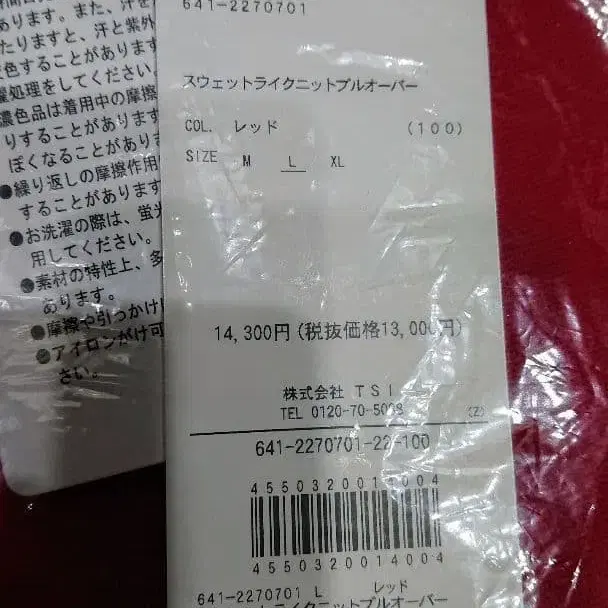 あります。また、汗を
たりますと、汗と紫外
変色することがあります
濯処理をしてください。
濃色品は着用中の摩擦
りすることがあります
ぽくなることがあり
●繰り返しの摩擦作用
することがあります
●お洗濯の際は、蛍光
用してください。
●素材の特性上、多
あります。
●摩擦や引っかけ
●アイロンがけ可
さい。
641-2270701
スウェットライクニットプルオーバー
COL. レッド (100)
SIZE M L XL
14,300円(税抜価格13,000円)
株式会社 TSI
TEL 0120-70-
(Z)
641-2270701-22-100
4550320014004
4550320014004
641-2270701 L レッド
ライクニットプルオーバー